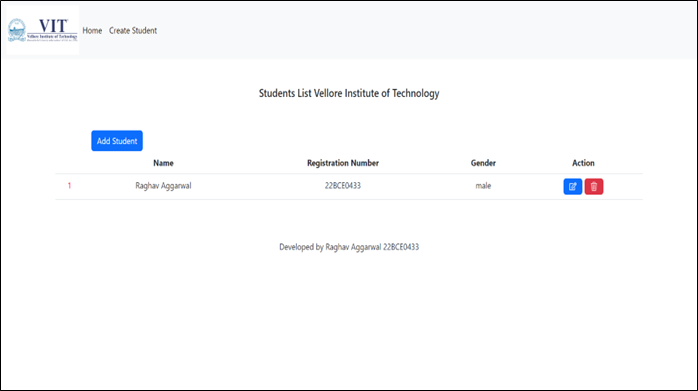 VIT
Vellore Institute of Technology
Home Create Student
Students List Vellore Institute of Technology
Add Student
Name Registration Number Gender Action
1 Raghav Aggarwal 22BCE0433 male
Developed by Raghav Aggarwal 22BCE0433